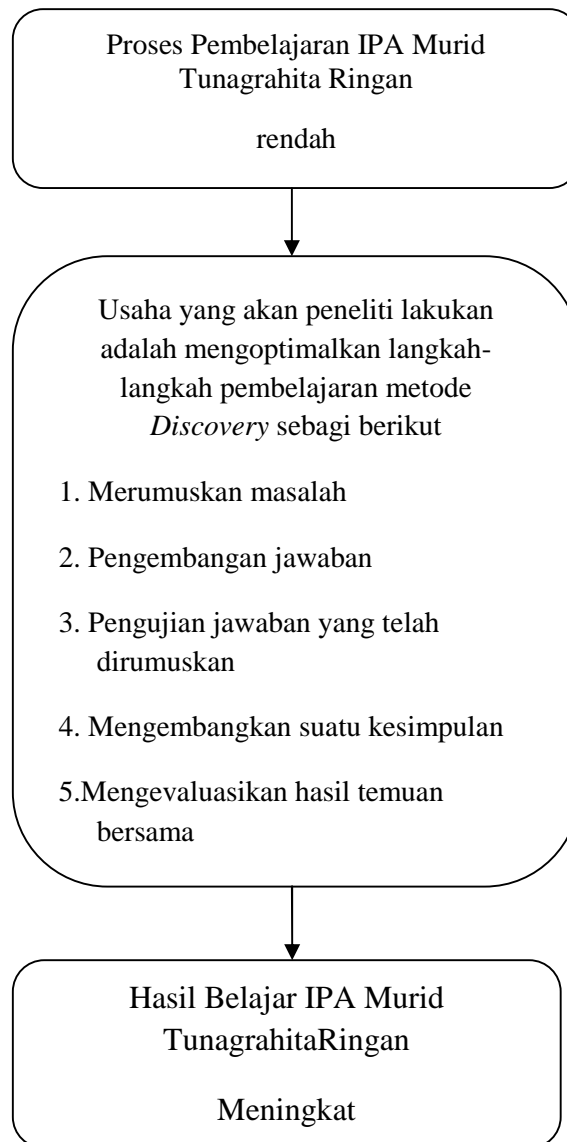 Proses Pembelajaran IPA Murid
Tunagrahita Ringan
rendah
Usaha yang akan peneliti lakukan
adalah mengoptimalkan langkah-
langkah pembelajaran metode
Discovery sebagi berikut
1. Merumuskan masalah
2. Pengembangan jawaban
3. Pengujian jawaban yang telah
dirumuskan
4. Mengembangkan suatu kesimpulan
5.Mengevaluasikan hasil temuan
bersama
Hasil Belajar IPA Murid
TunagrahitaRingan
Meningkat